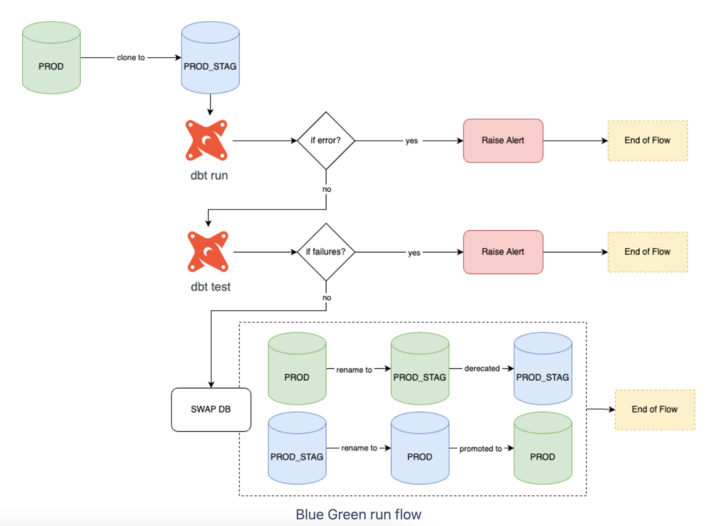 PROD
clone to
PROD_STAG
dbt run
if error?
yes
Raise Alert
End of Flow
no
dbt test
if failures?
yes
Raise Alert
End of Flow
no
SWAP DB
PROD
rename to
PROD_STAG
derecated
PROD_STAG
PROD_STAG
rename to
PROD
promoted to
PROD
End of Flow
Blue Green run flow